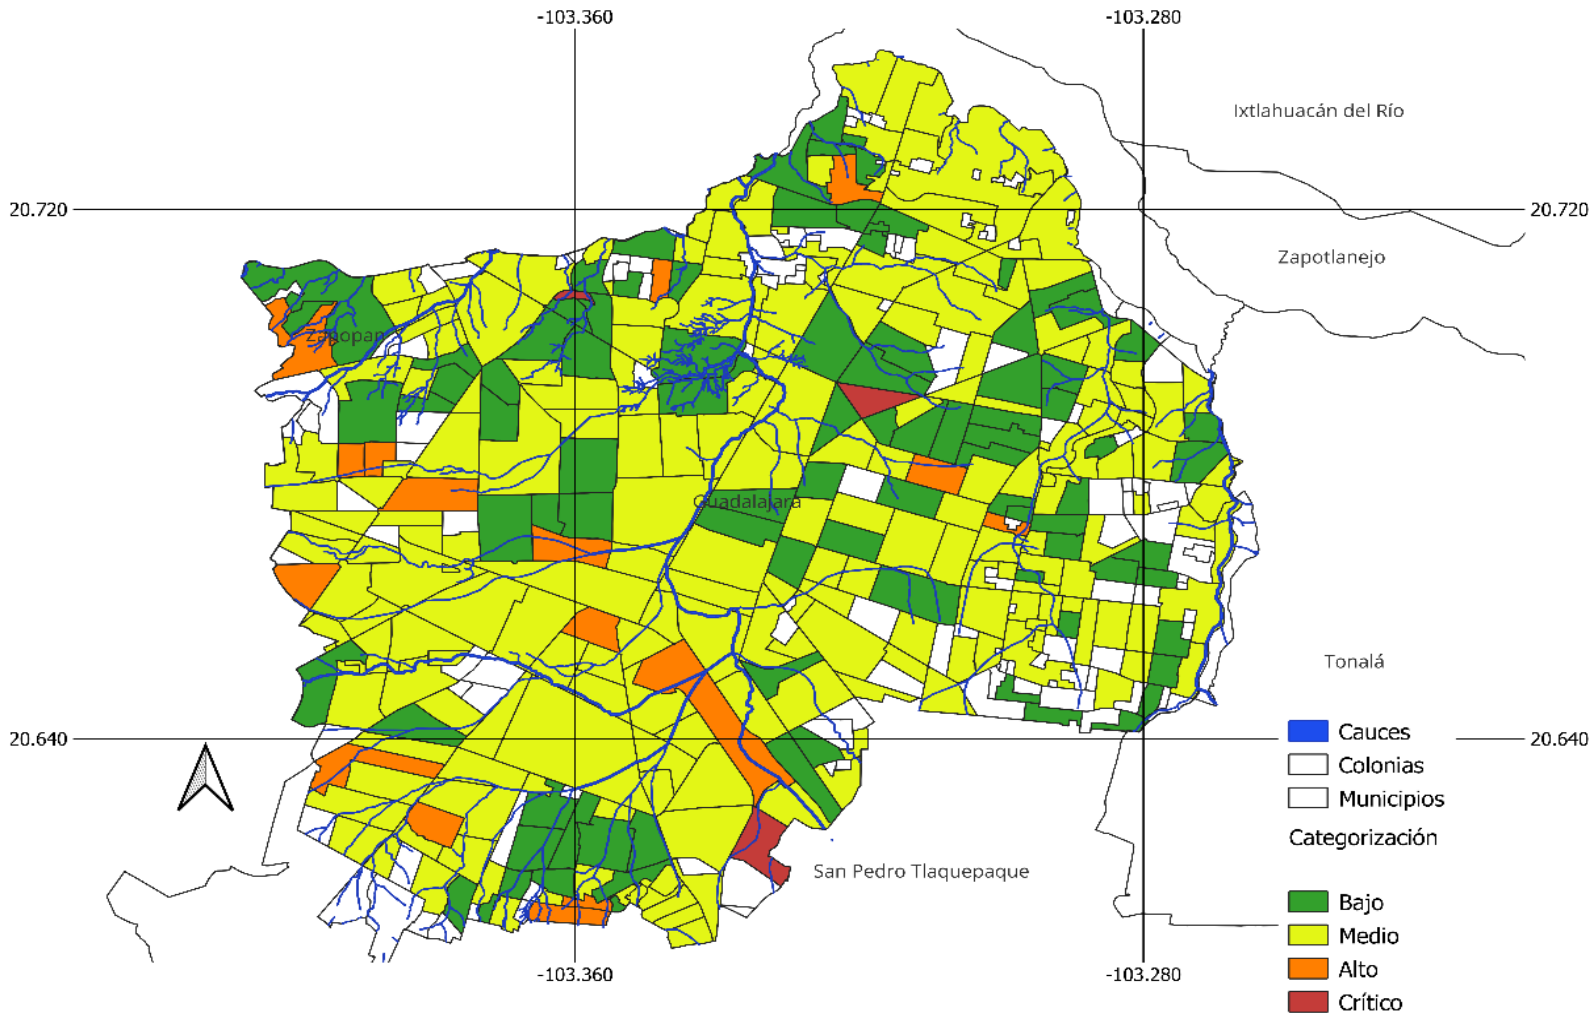 -103.360
-103.280
Ixtlahuacán del Río
20.720
20.720
Zapotlanejo
Zapopan
Guadalajara
Tonalá
20.640
20.640
Cauces
Colonias
Municipios
Categorización
San Pedro Tlaquepaque
Bajo
Medio
Alto
Crítico
-103.360
-103.280